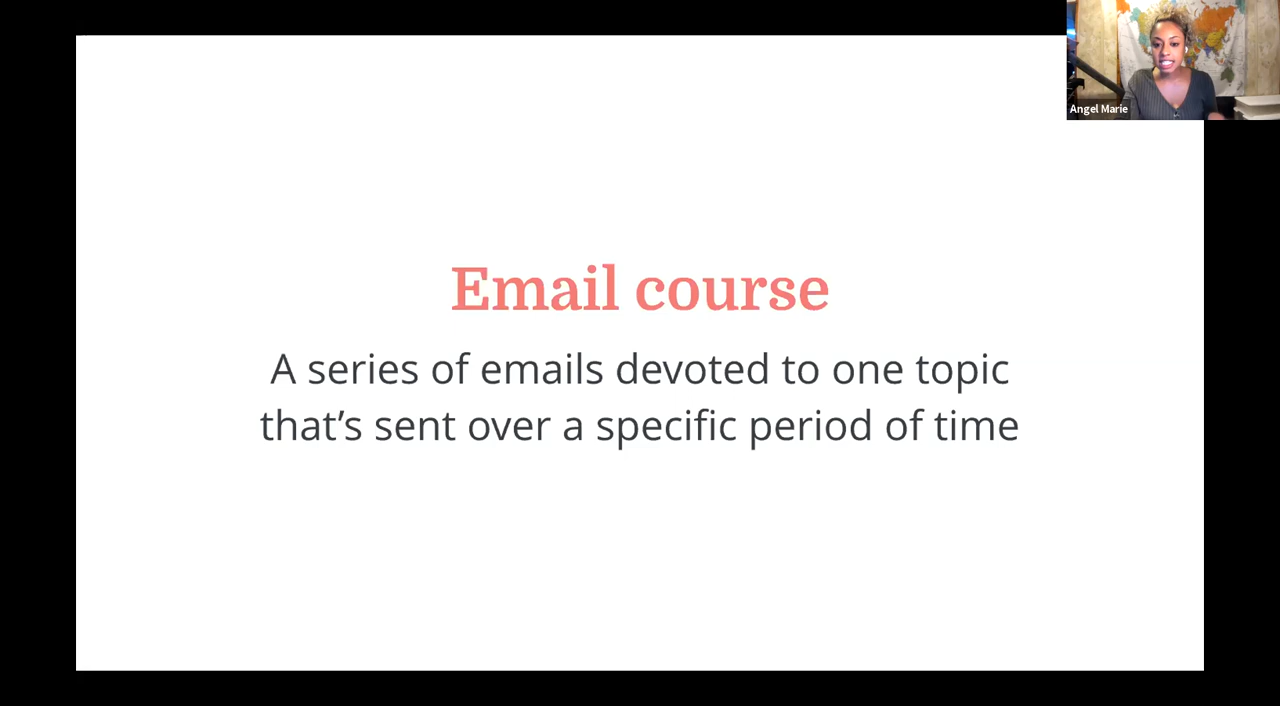 Email course
A series of emails devoted to one topic
that’s sent over a specific period of time
Angel Marie